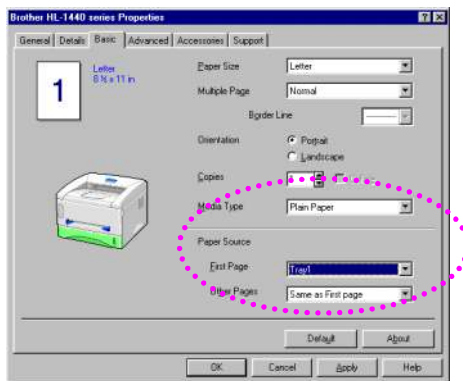 Brother HL-1440 series Properties
General Details Basic Advanced Accessories Support
1
Letter
8 ½ x 11 in
Paper Size Letter
Multiple Page Normal
Border Line
Orientation Portrait
Landscape
Copies
Media Type Plain Paper
Paper Source
First Page Tray1
Other Pages Same as First page
Default About
OK Cancel Apply Help